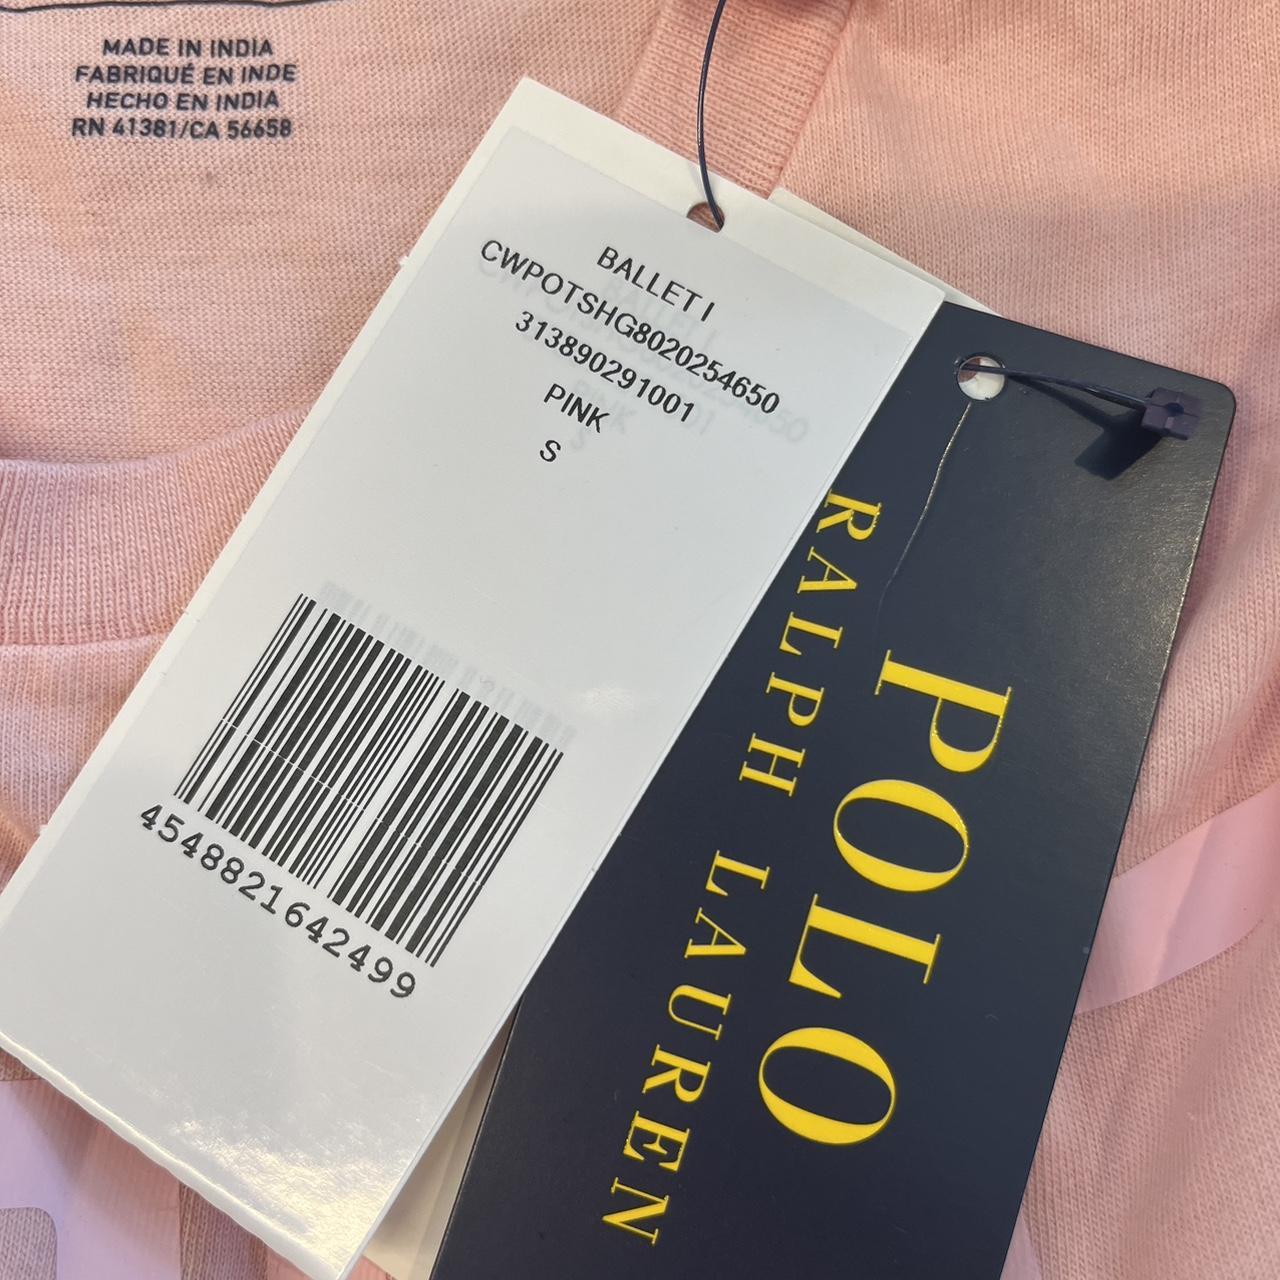 MADE IN INDIA
FABRIQUÉ EN INDE
HECHO EN INDIA
RN 41381/CA 56658
BALLET I
CWPOTSHG8020254650
313890291001
PINK
S
4548821642499
POLO
RALPH LAUREN